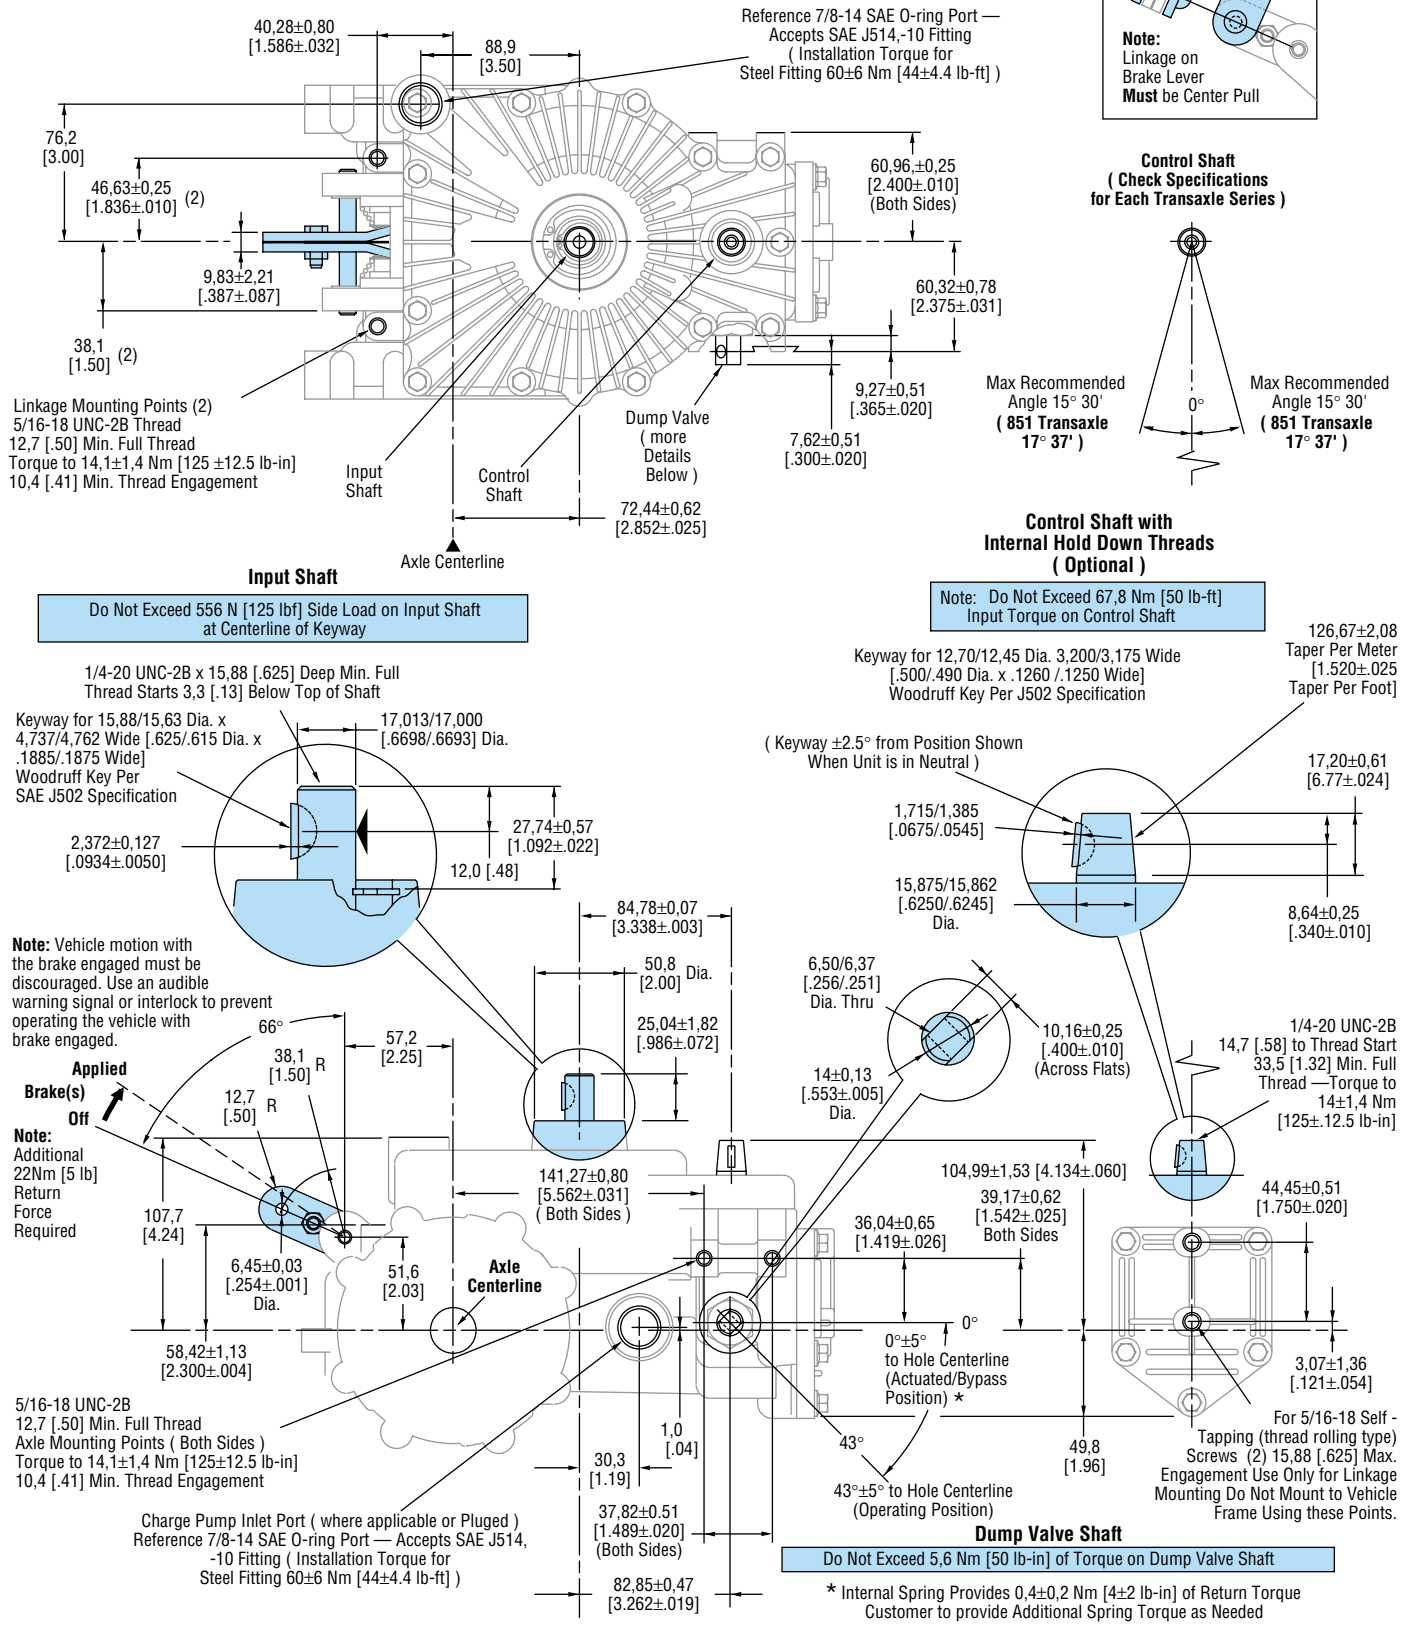 40,28±0,80
[1.586±.032]
88,9
[3.50]
Reference 7/8-14 SAE O-ring Port —
Accepts SAE J514,-10 Fitting
( Installation Torque for
Steel Fitting 60±6 Nm [44±4.4 lb-ft] )
Note:
Linkage on
Brake Lever
Must be Center Pull
76,2
[3.00]
46,63±0,25
[1.836±.010] (2)
9,83±2,21
[.387±.087]
38,1
[1.50] (2)
60,96,±0,25
[2.400±.010]
(Both Sides)
60,32±0,78
[2.375±.031]
9,27±0,51
[.365±.020]
7,62±0,51
[.300±.020]
Control Shaft
( Check Specifications
for Each Transaxle Series )
Max Recommended
Angle 15° 30'
( 851 Transaxle
17° 37' )
0°
Max Recommended
Angle 15° 30'
( 851 Transaxle
17° 37' )
Linkage Mounting Points (2)
5/16-18 UNC-2B Thread
12,7 [.50] Min. Full Thread
Torque to 14,1±1,4 Nm [125 ±12.5 lb-in]
10,4 [.41] Min. Thread Engagement
Input
Shaft
Control
Shaft
Dump Valve
( more
Details
Below )
72,44±0,62
[2.852±.025]
Axle Centerline
Input Shaft
Do Not Exceed 556 N [125 lbf] Side Load on Input Shaft
at Centerline of Keyway
Control Shaft with
Internal Hold Down Threads
( Optional )
Note: Do Not Exceed 67,8 Nm [50 lb-ft]
Input Torque on Control Shaft
1/4-20 UNC-2B x 15,88 [.625] Deep Min. Full
Thread Starts 3,3 [.13] Below Top of Shaft
Keyway for 15,88/15,63 Dia. x
4,737/4,762 Wide [.625/.615 Dia. x
.1885/.1875 Wide]
Woodruff Key Per
SAE J502 Specification
17,013/17,000
[.6698/.6693] Dia.
2,372±0,127
[.0934±.0050]
27,74±0,57
[1.092±.022]
12,0 [.48]
Keyway for 12,70/12,45 Dia. 3,200/3,175 Wide
[.500/.490 Dia. x .1260 /.1250 Wide]
Woodruff Key Per J502 Specification
126,67±2,08
Taper Per Meter
[1.520±.025
Taper Per Foot]
( Keyway ±2.5° from Position Shown
When Unit is in Neutral )
17,20±0,61
[6.77±.024]
1,715/1,385
[.0675/.0545]
15,875/15,862
[.6250/.6245]
Dia.
8,64±0,25
[.340±.010]
84,78±0,07
[3.338±.003]
50,8
[2.00] Dia.
25,04±1,82
[.986±.072]
6,50/6,37
[.256/.251]
Dia. Thru
10,16±0,25
[.400±.010]
(Across Flats)
14±0,13
[.553±.005]
Dia.
1/4-20 UNC-2B
14,7 [.58] to Thread Start
33,5 [1.32] Min. Full
Thread —Torque to
14±1,4 Nm
[125±.12.5 lb-in]
Note: Vehicle motion with
the brake engaged must be
discouraged. Use an audible
warning signal or interlock to prevent
operating the vehicle with
brake engaged.
66°
57,2
[2.25]
38,1
[1.50] R
12,7
[.50] R
Applied
Brake(s)
Off
Note:
Additional
22Nm [5 lb]
Return
Force
Required
107,7
[4.24]
6,45±0,03
[.254±.001]
Dia.
51,6
[2.03]
Axle
Centerline
58,42±1,13
[2.300±.004]
141,27±0,80
[5.562±.031]
( Both Sides )
104,99±1,53 [4.134±.060]
39,17±0,62
[1.542±.025]
Both Sides
36,04±0,65
[1.419±.026]
44,45±0,51
[1.750±.020]
0°
0°±5°
to Hole Centerline
(Actuated/Bypass
Position) *
43°
43°±5° to Hole Centerline
(Operating Position)
3,07±1,36
[.121±.054]
49,8
[1.96]
For 5/16-18 Self -
Tapping (thread rolling type)
Screws (2) 15,88 [.625] Max.
Engagement Use Only for Linkage
Mounting Do Not Mount to Vehicle
Frame Using these Points.
5/16-18 UNC-2B
12,7 [.50] Min. Full Thread
Axle Mounting Points ( Both Sides )
Torque to 14,1±1,4 Nm [125±12.5 lb-in]
10,4 [.41] Min. Thread Engagement
1,0
[.04]
30,3
[1.19]
37,82±0.51
[1.489±.020]
(Both Sides)
82,85±0,47
[3.262±.019]
Charge Pump Inlet Port ( where applicable or Pluged )
Reference 7/8-14 SAE O-ring Port — Accepts SAE J514,
-10 Fitting ( Installation Torque for
Steel Fitting 60±6 Nm [44±4.4 lb-ft] )
Dump Valve Shaft
Do Not Exceed 5,6 Nm [50 lb-in] of Torque on Dump Valve Shaft
* Internal Spring Provides 0,4±0,2 Nm [4±2 lb-in] of Return Torque
Customer to provide Additional Spring Torque as Needed